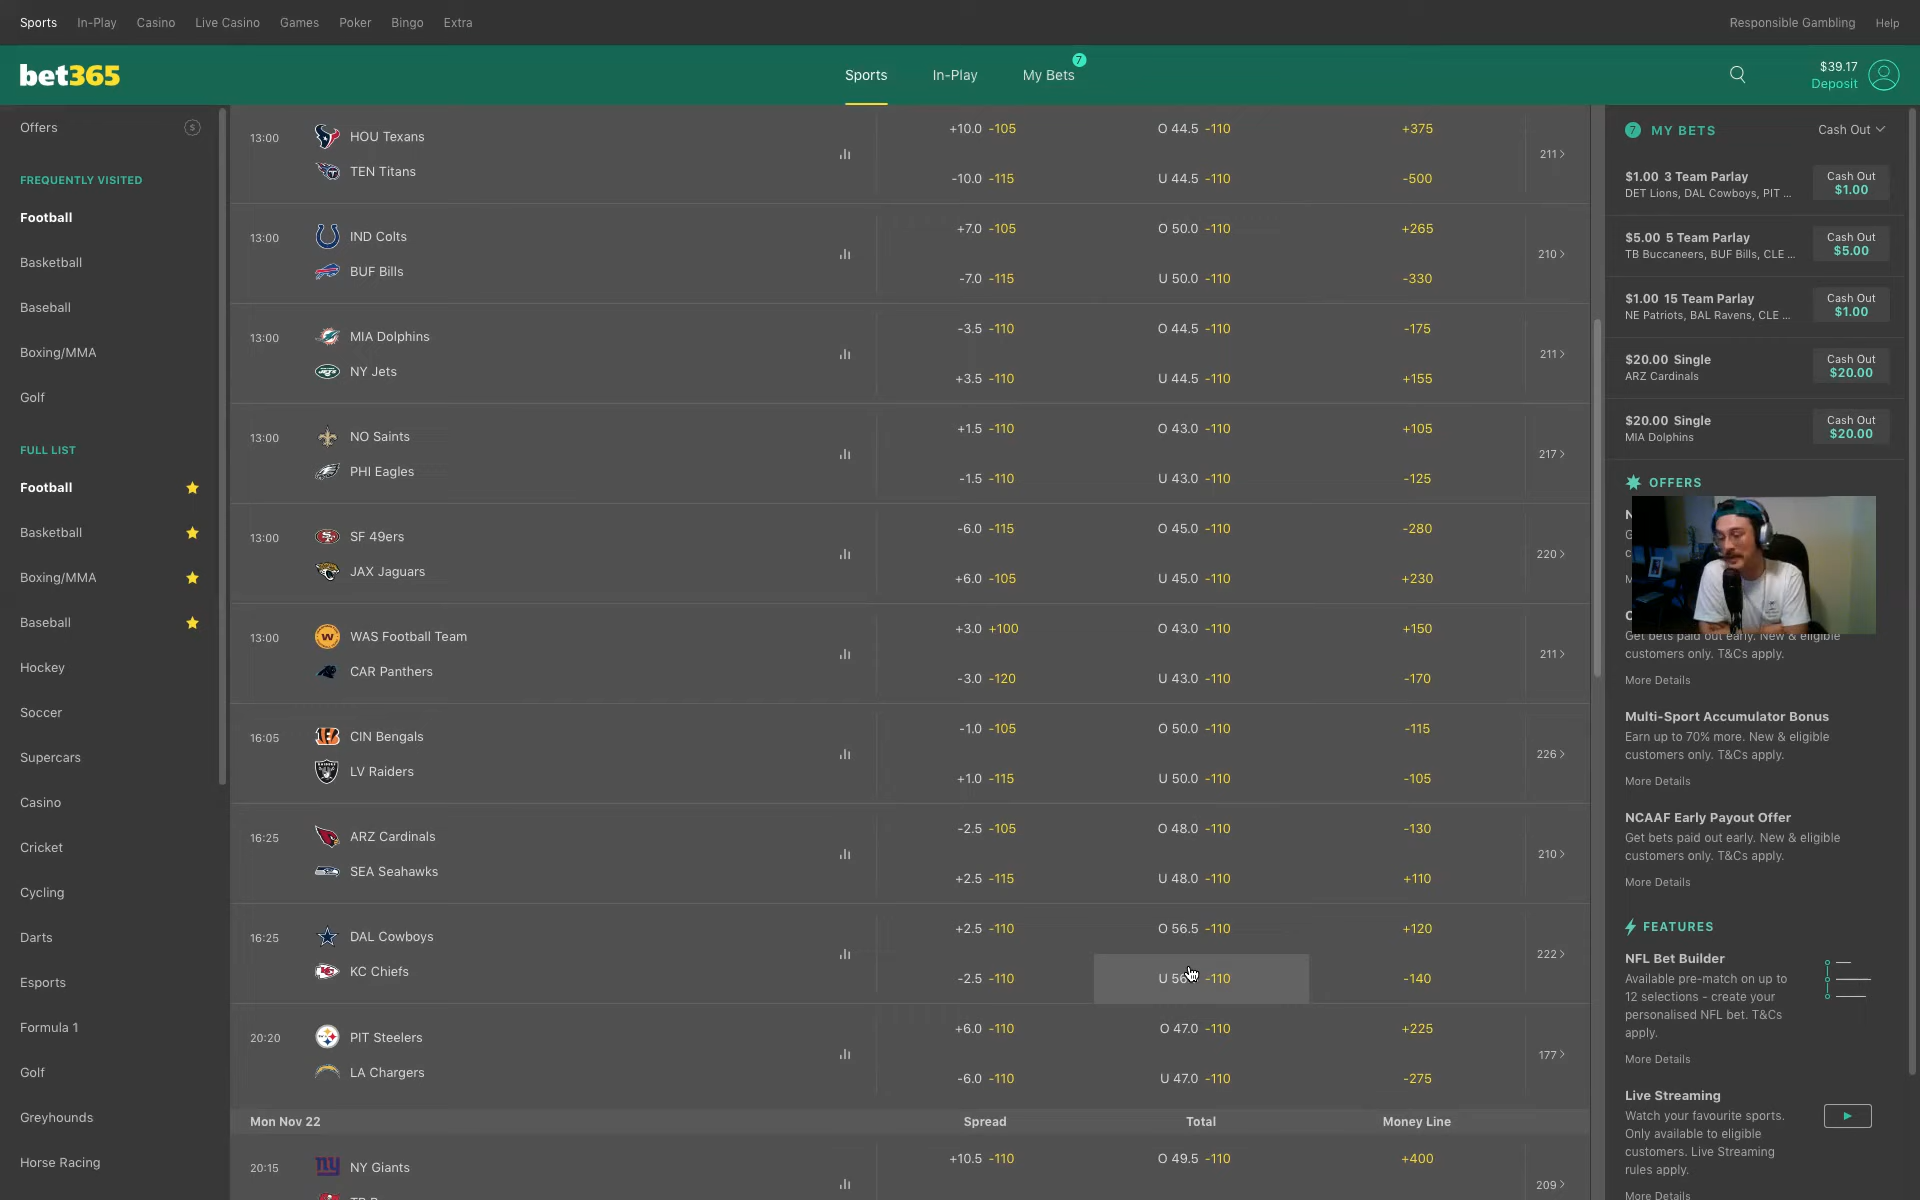 Sports In-Play Casino Live Casino Games Poker Bingo Extra Responsible Gambling Help
bet365 Sports In-Play My Bets 7 $39.17
Deposit
Offers $
FREQUENTLY VISITED
Football
Basketball
Baseball
Boxing/MMA
Golf
FULL LIST
Football
Basketball
Boxing/MMA
Baseball
Hockey
Soccer
Supercars
Casino
Cricket
Cycling
Darts
Esports
Formula 1
Golf
Greyhounds
Horse Racing
13:00 HOU Texans +10.0 -105 O 44.5 -110 +375 211 >
TEN Titans -10.0 -115 U 44.5 -110 -500
13:00 IND Colts +7.0 -105 O 50.0 -110 +265 210 >
BUF Bills -7.0 -115 U 50.0 -110 -330
13:00 MIA Dolphins -3.5 -110 O 44.5 -110 -175 211 >
NY Jets +3.5 -110 U 44.5 -110 +155
13:00 NO Saints +1.5 -110 O 43.0 -110 +105 217 >
PHI Eagles -1.5 -110 U 43.0 -110 -125
13:00 SF 49ers -6.0 -115 O 45.0 -110 -280 220 >
JAX Jaguars +6.0 -105 U 45.0 -110 +230
13:00 WAS Football Team +3.0 +100 O 43.0 -110 +150 211 >
CAR Panthers -3.0 -120 U 43.0 -110 -170
16:05 CIN Bengals -1.0 -105 O 50.0 -110 -115 226 >
LV Raiders +1.0 -115 U 50.0 -110 -105
16:25 ARZ Cardinals -2.5 -105 O 48.0 -110 -130 210 >
SEA Seahawks +2.5 -115 U 48.0 -110 +110
16:25 DAL Cowboys +2.5 -110 O 56.5 -110 +120 222 >
KC Chiefs -2.5 -110 U -110 -140
20:20 PIT Steelers +6.0 -110 O 47.0 -110 +225 177 >
LA Chargers -6.0 -110 U 47.0 -110 -275
Mon Nov 22 Spread Total Money Line
20:15 NY Giants +10.5 -110 O 49.5 -110 +400 209 >
7 MY BETS Cash Out
$1.00 3 Team Parlay Cash Out
DET Lions, DAL Cowboys, PIT ... $1.00
$5.00 5 Team Parlay Cash Out
TB Buccaneers, BUF Bills, CLE ... $5.00
$1.00 15 Team Parlay Cash Out
NE Patriots, BAL Ravens, CLE ... $1.00
$20.00 Single Cash Out
ARZ Cardinals $20.00
$20.00 Single Cash Out
MIA Dolphins $20.00
OFFERS
Get bets paid out early. New & eligible
customers only. T&Cs apply.
More Details
Multi-Sport Accumulator Bonus
Earn up to 70% more. New & eligible
customers only. T&Cs apply.
More Details
NCAAF Early Payout Offer
Get bets paid out early. New & eligible
customers only. T&Cs apply.
More Details
FEATURES
NFL Bet Builder
Available pre-match on up to
12 selections - create your
personalised NFL bet. T&Cs
apply.
More Details
Live Streaming
Watch your favourite sports.
Only available to eligible
customers. Live Streaming
rules apply.
More Details